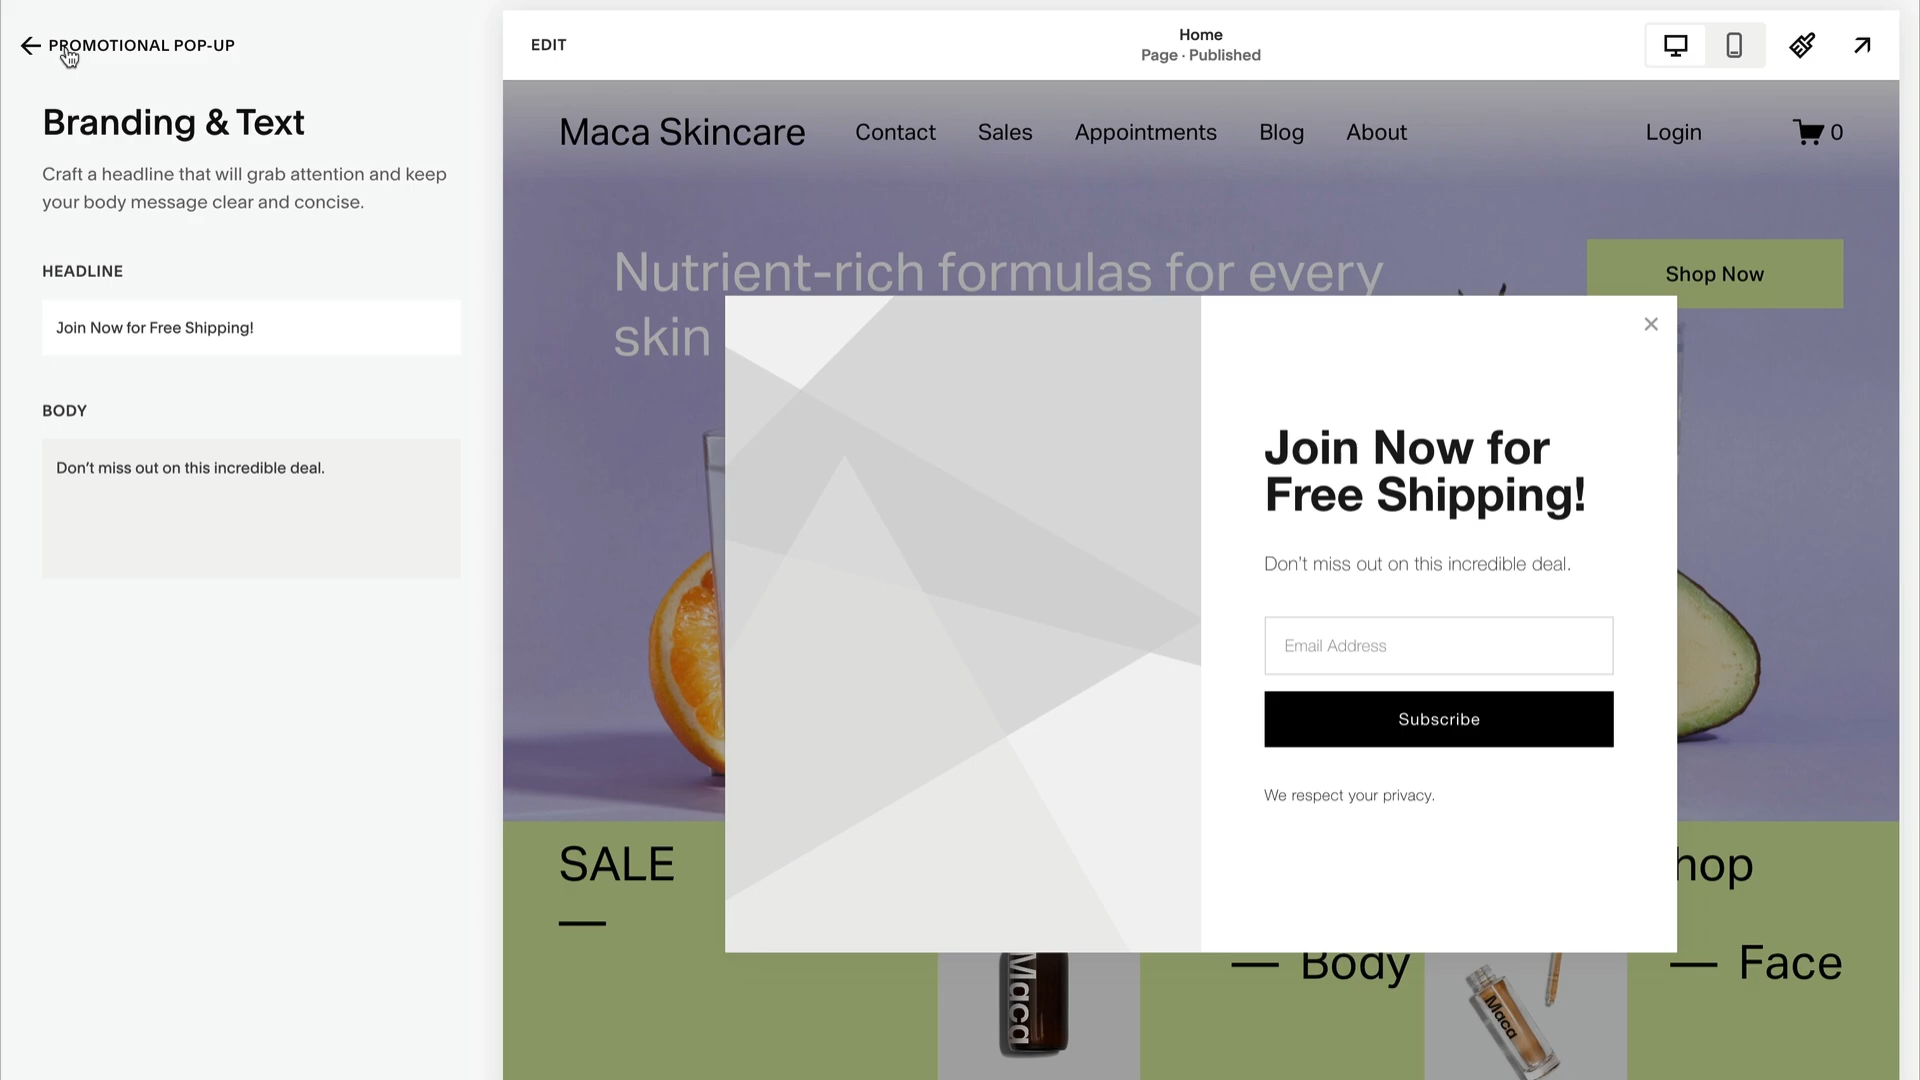 PROMOTIONAL POP-UP
Branding & Text
Craft a headline that will grab attention and keep
your body message clear and concise.
HEADLINE
Join Now for Free Shipping!
BODY
Don't miss out on this incredible deal.
EDIT
Home
Page · Published
Maca Skincare
Contact
Sales
Appointments
Blog
About
Login
0
Nutrient-rich formulas for every
skin
Shop Now
Join Now for
Free Shipping!
Don't miss out on this incredible deal.
Email Address
Subscribe
We respect your privacy.
SALE
—
hop
— Body
— Face
Maca
Maca